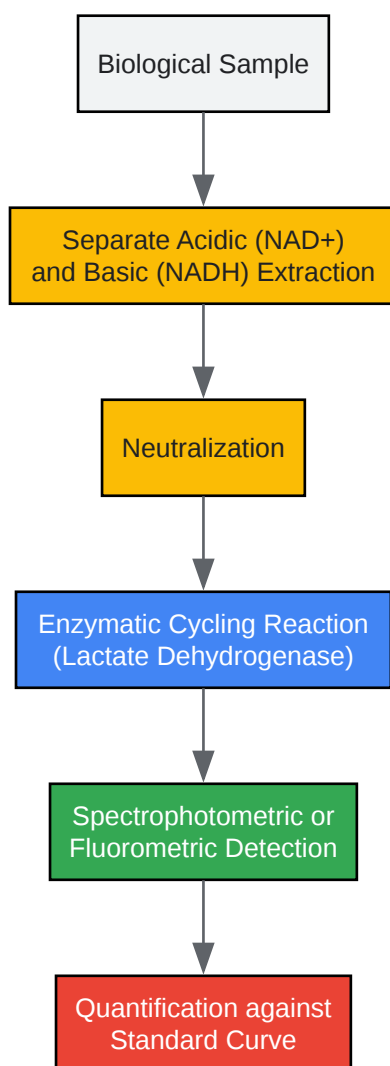 Biological Sample
Separate Acidic (NAD+)
and Basic (NADH) Extraction
Neutralization
Enzymatic Cycling Reaction
(Lactate Dehydrogenase)
Spectrophotometric or
Fluorometric Detection
Quantification against
Standard Curve